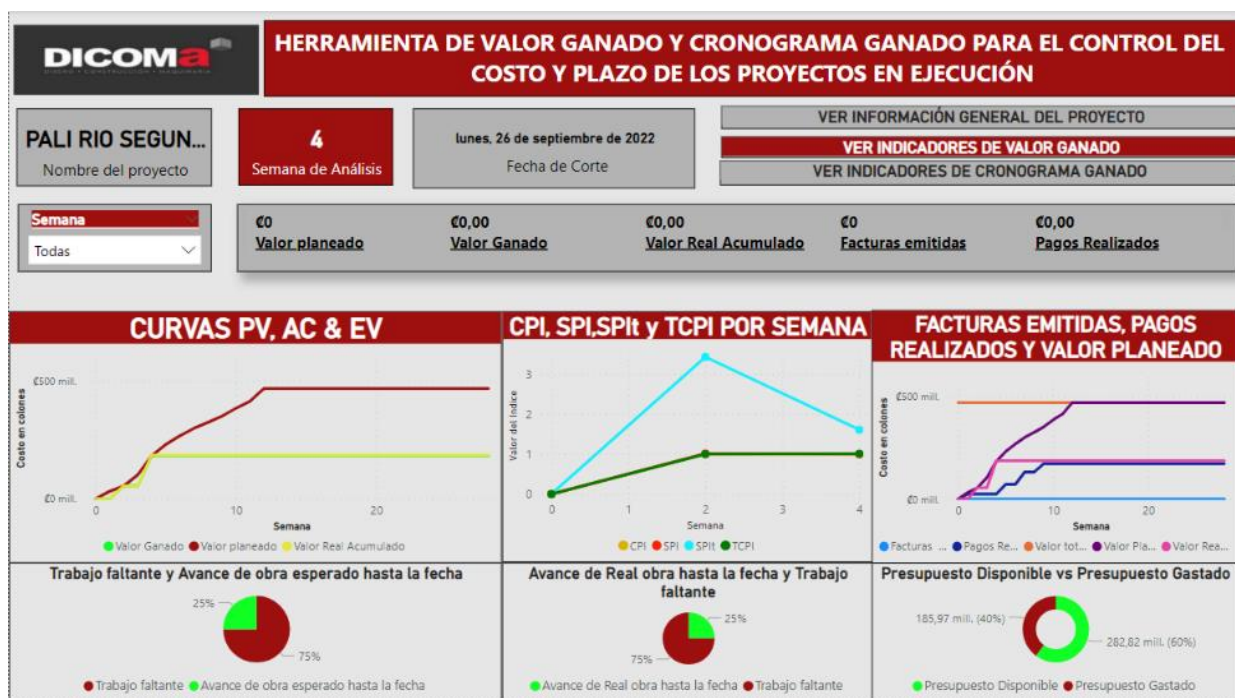 DICOMa
DISEÑO • CONSTRUCCIÓN • MAQUINARIA
HERRAMIENTA DE VALOR GANADO Y CRONOGRAMA GANADO PARA EL CONTROL DEL
COSTO Y PLAZO DE LOS PROYECTOS EN EJECUCIÓN
PALI RIO SEGUN...
Nombre del proyecto
4
Semana de Análisis
lunes, 26 de septiembre de 2022
Fecha de Corte
VER INFORMACIÓN GENERAL DEL PROYECTO
VER INDICADORES DE VALOR GANADO
VER INDICADORES DE CRONOGRAMA GANADO
Semana
Todas
₡0
Valor planeado
₡0,00
Valor Ganado
₡0,00
Valor Real Acumulado
₡0
Facturas emitidas
₡0,00
Pagos Realizados
CURVAS PV, AC & EV
₡500 mill.
₡0 mill.
Costo en colones
0 10 20
Semana
Valor Ganado Valor planeado Valor Real Acumulado
CPI, SPI,SPIt y TCPI POR SEMANA
3
2
1
0
Valor del Indice
0 1 2 3 4
Semana
CPI SPI SPIt TCPI
FACTURAS EMITIDAS, PAGOS
REALIZADOS Y VALOR PLANEADO
₡500 mill.
₡0 mill.
Costo en colones
0 10 20
Semana
Facturas ... Pagos Re... Valor tot... Valor Pla... Valor Rea...
Trabajo faltante y Avance de obra esperado hasta la fecha
25%
75%
Trabajo faltante Avance de obra esperado hasta la fecha
Avance de Real obra hasta la fecha y Trabajo
faltante
25%
75%
Avance de Real obra hasta la fecha Trabajo faltante
Presupuesto Disponible vs Presupuesto Gastado
185,97 mill. (40%)
282,82 mill. (60%)
Presupuesto Disponible Presupuesto Gastado